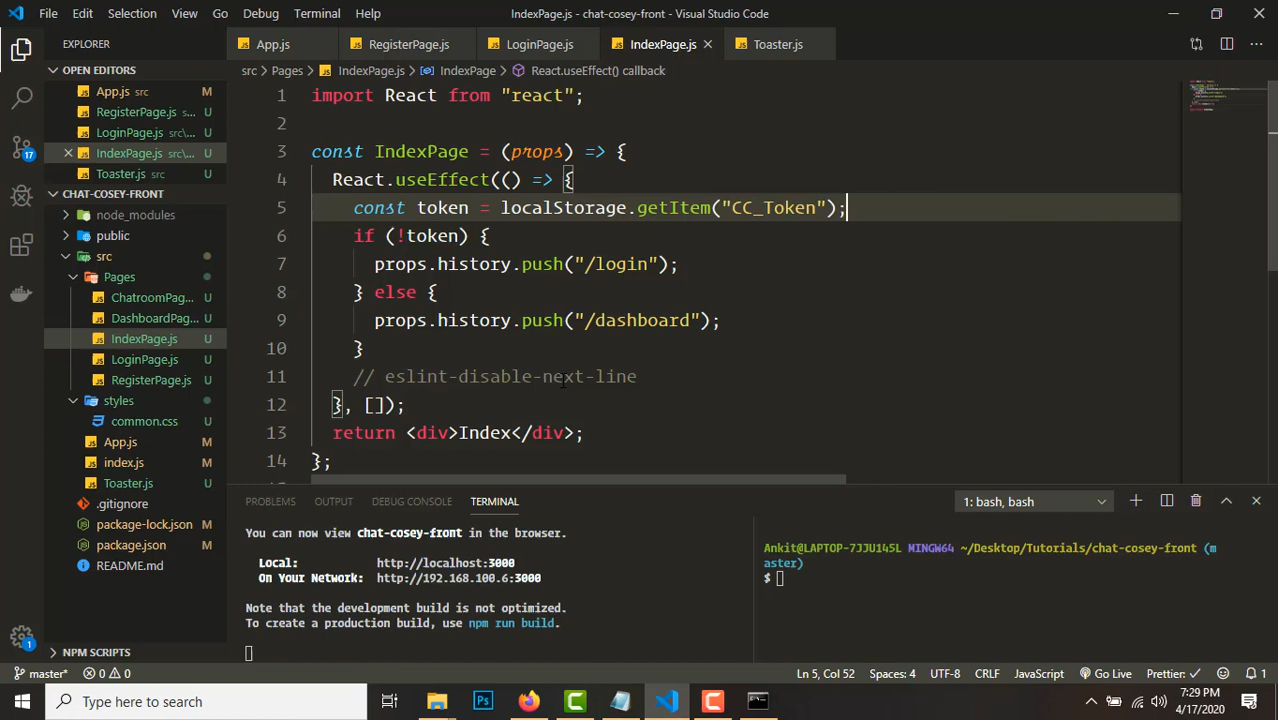 File Edit Selection View Go Debug Terminal Help
IndexPage.js - chat-cosey-front - Visual Studio Code
EXPLORER
App.js
RegisterPage.js
LoginPage.js
IndexPage.js
Toaster.js
OPEN EDITORS
App.js src M
RegisterPage.js s... U
LoginPage.js src\... U
IndexPage.js src\... U
Toaster.js src U
CHAT-COSEY-FRONT
node_modules
public
src
Pages
ChatroomPag... U
DashboardPag... U
IndexPage.js U
LoginPage.js U
RegisterPage.js U
styles
common.css U
App.js M
index.js M
Toaster.js U
.gitignore
package-lock.json M
package.json M
README.md
NPM SCRIPTS
17
1
src > Pages > IndexPage.js > IndexPage > React.useEffect() callback
1 import React from "react";
2
3 const IndexPage = (props) => {
4 React.useEffect(() => {
5 const token = localStorage.getItem("CC_Token");
6 if (!token) {
7 props.history.push("/login");
8 } else {
9 props.history.push("/dashboard");
10 }
11 // eslint-disable-next-line
12 }, []);
13 return <div>Index</div>;
14 };
PROBLEMS OUTPUT DEBUG CONSOLE TERMINAL
1: bash, bash
You can now view chat-cosey-front in the browser.
Local: http://localhost:3000
On Your Network: http://192.168.100.6:3000
Note that the development build is not optimized.
To create a production build, use npm run build.
Ankit@LAPTOP-7JJU145L MINGW64 ~/Desktop/Tutorials/chat-cosey-front (m
aster)
$
master* 0 0
Ln 5, Col 52 Spaces: 4 UTF-8 CRLF JavaScript Go Live Prettier: ✓ 1
Type here to search
Ps
7:29 PM
4/17/2020